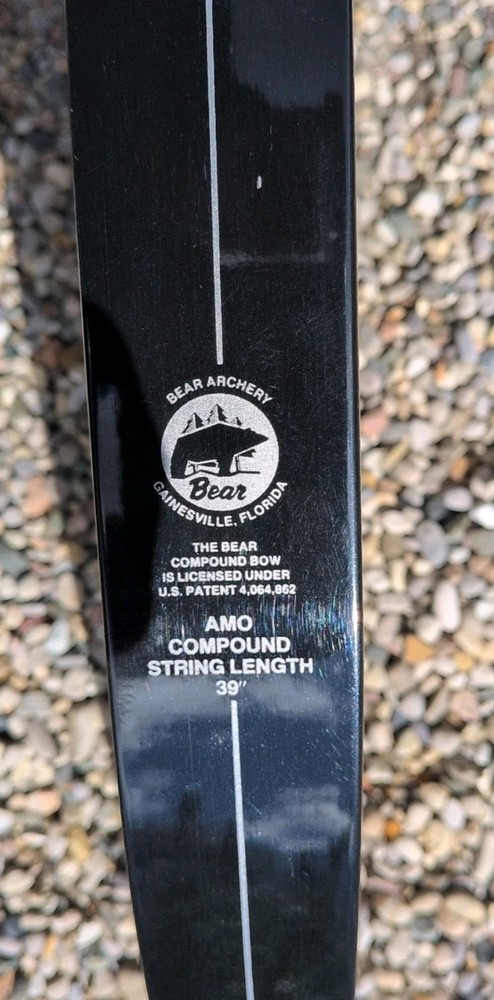 BEAR ARCHERY
Bear
GAINESVILLE, FLORIDA
THE BEAR
COMPOUND BOW
IS LICENSED UNDER
U.S. PATENT 4,064,862
AMO
COMPOUND
STRING LENGTH
39"